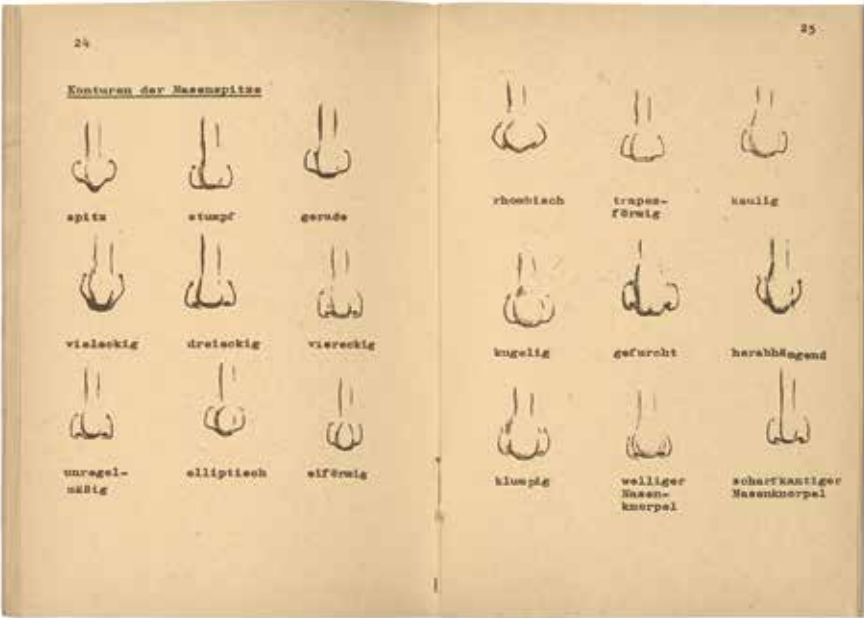 24
Konturen der Nasenspitze
spitz
stumpf
gerade
vieleckig
dreieckig
viereckig
unregel-
mäßig
elliptisch
eiförmig
25
rhombisch
trapez-
förmig
kaulig
kugelig
gefurcht
herabhängend
klumpig
welliger
Nasen-
knorpel
scharfkantiger
Nasenknorpel